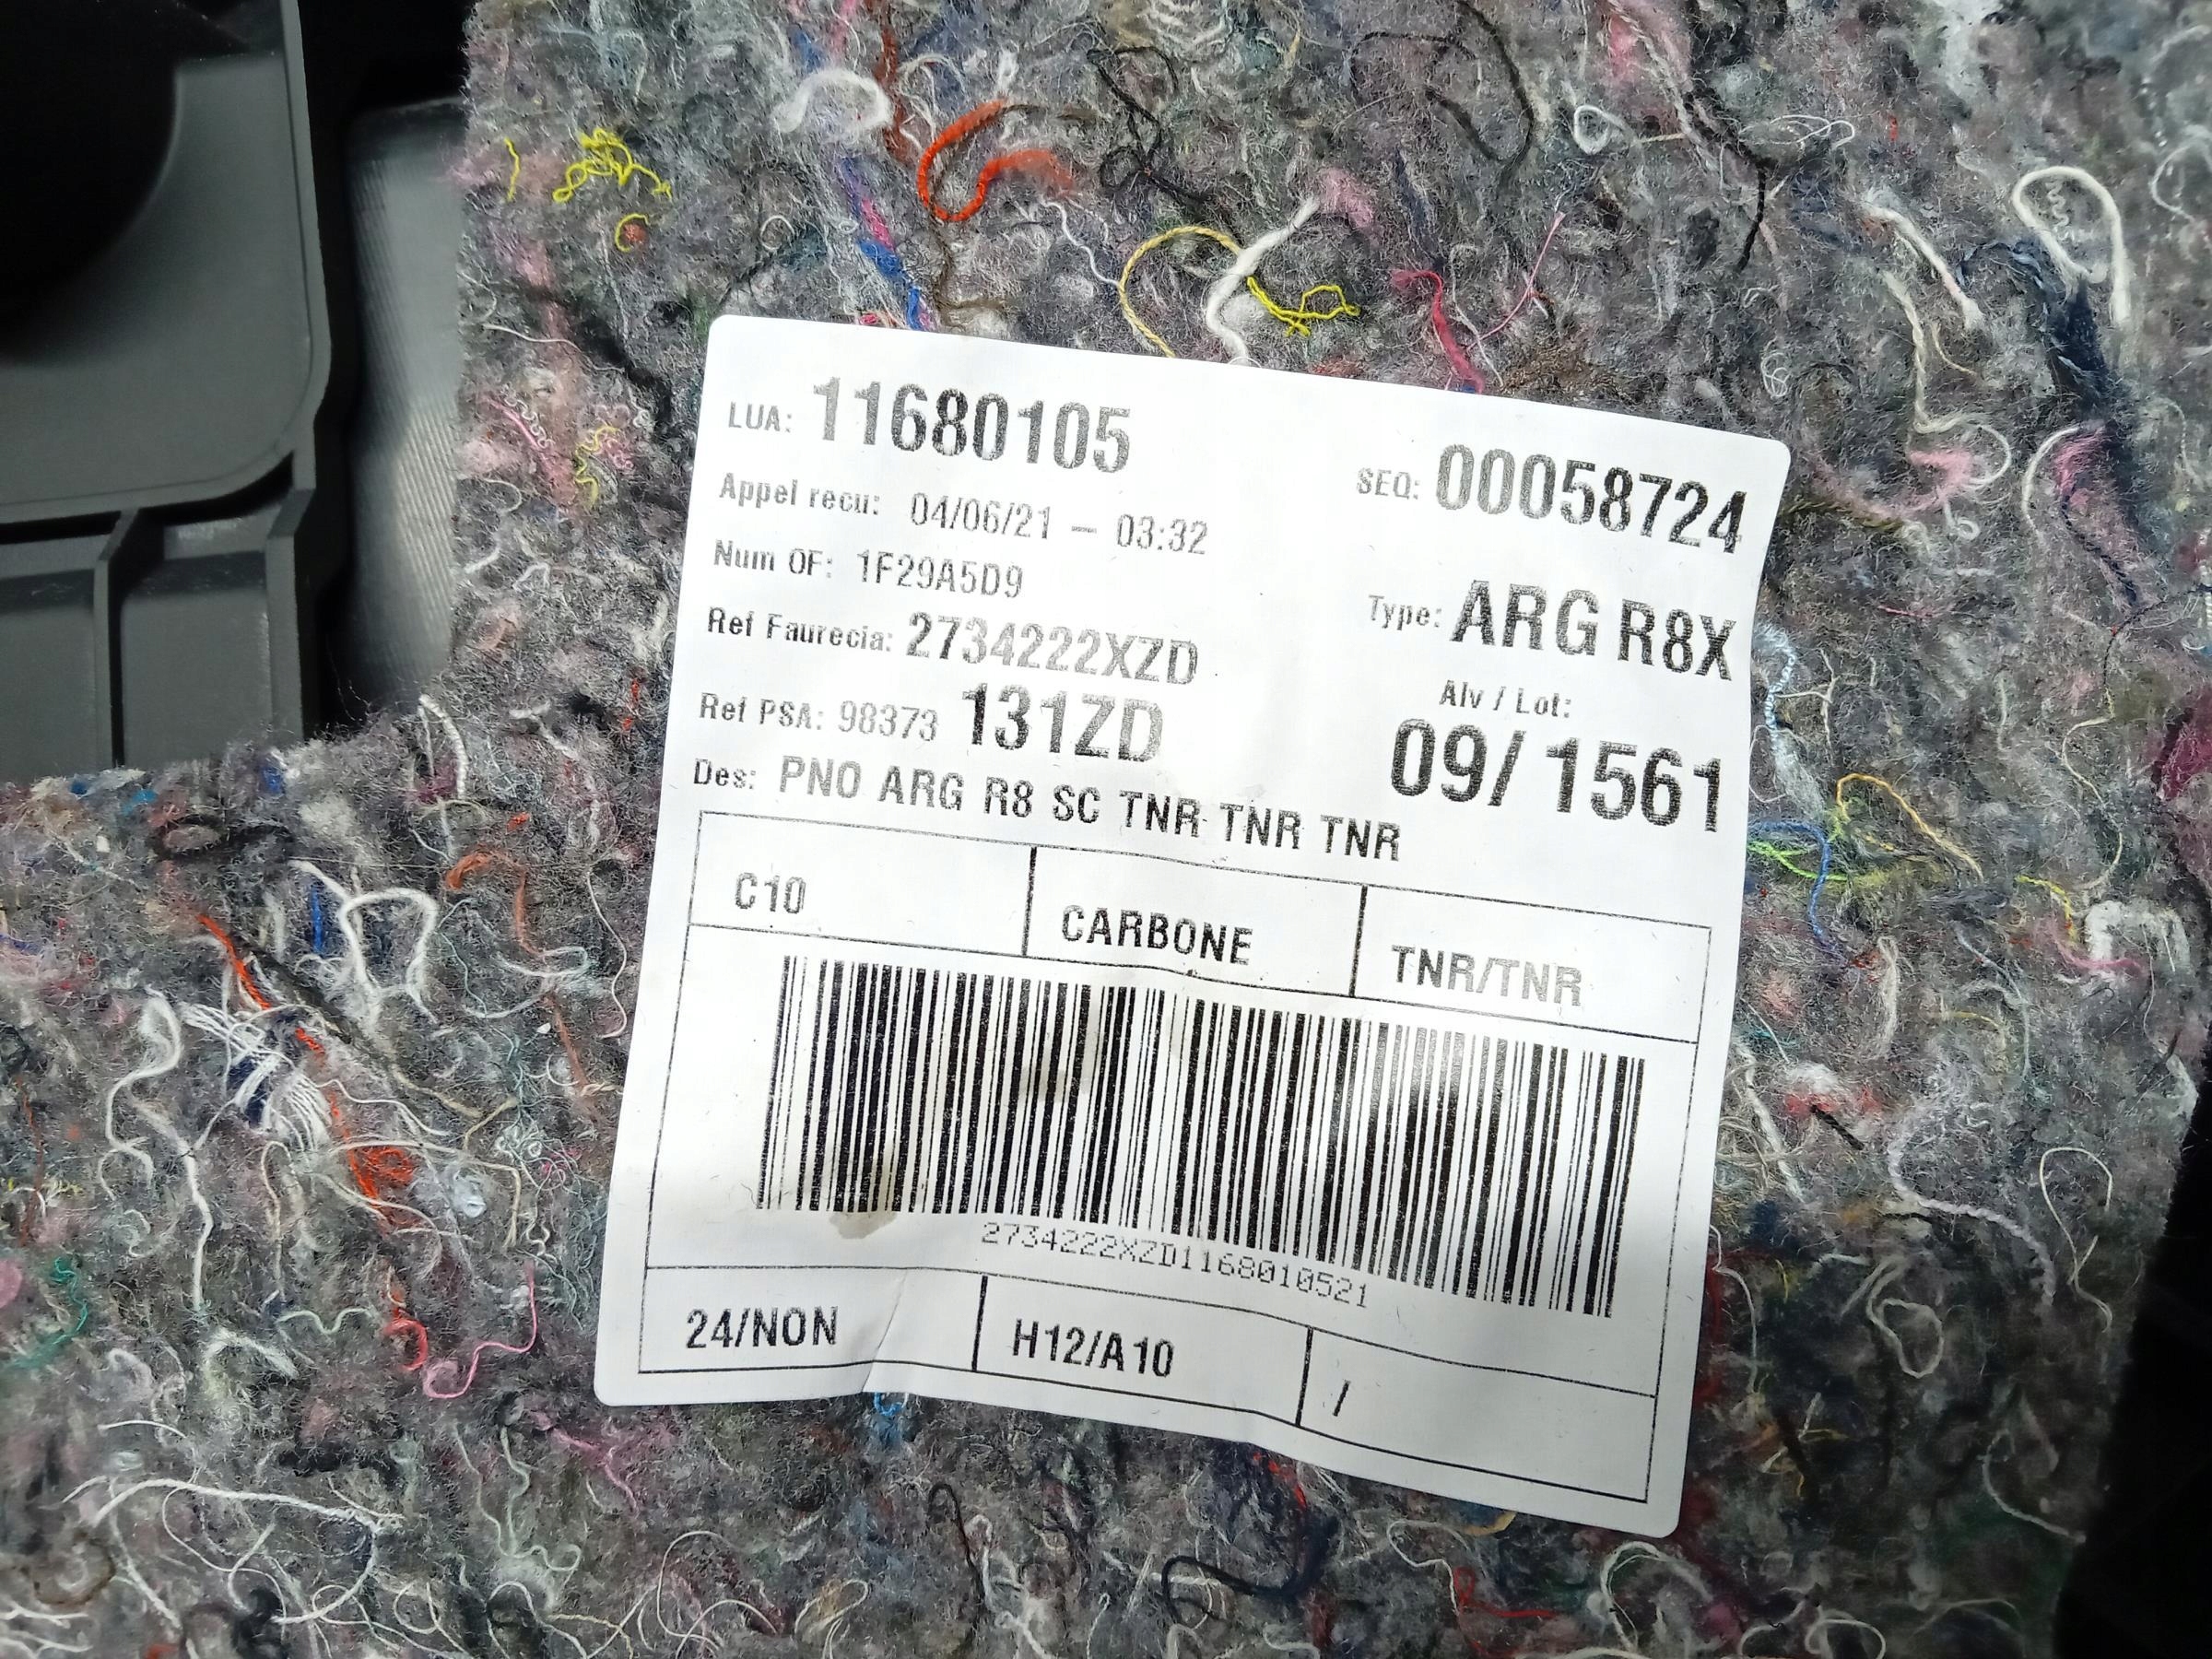 LUA: 11680105
SEQ: 00058724
Appel recu: 04/06/21 - 03:32
Num OF: 1F29A5D9
Type: ARG R8X
Ref Faurecia: 2734222XZD
Alv / Lot:
Ref PSA: 98373 131ZD
09/ 1561
Des: PNO ARG R8 SC TNR TNR TNR
C10
CARBONE
TNR/TNR
2734222XZD1168010521
24/NON
H12/A10
/